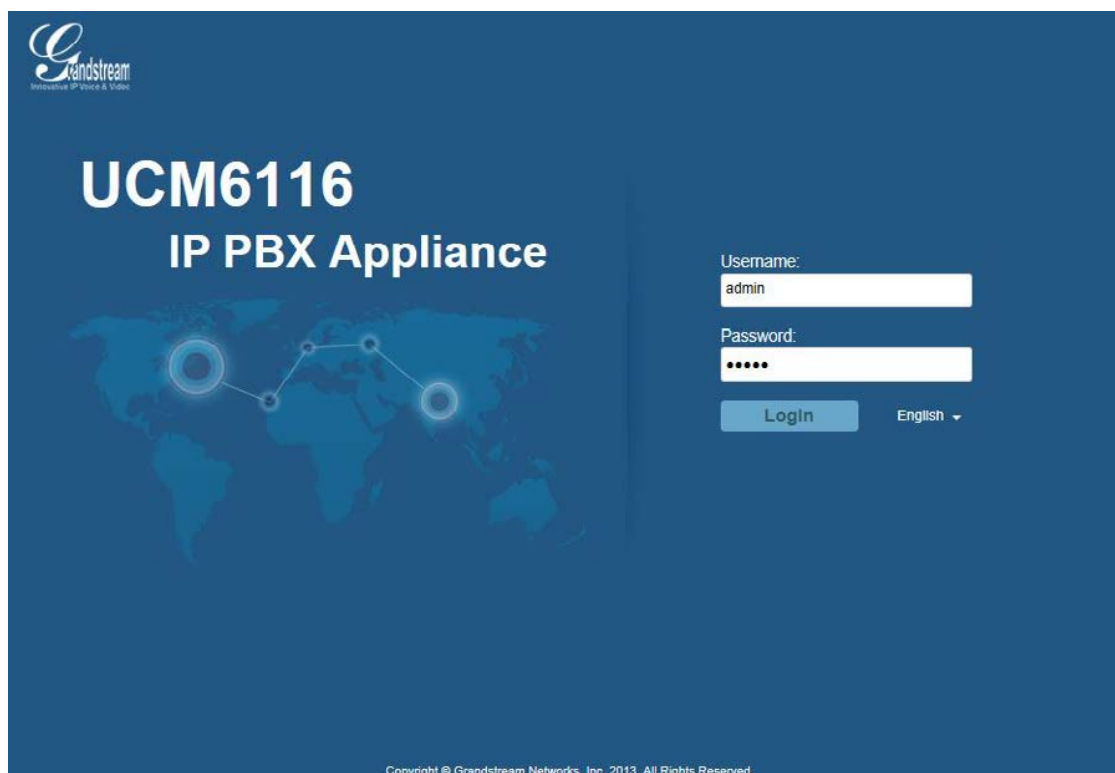 Grandstream
Innovative IP Voice & Video
UCM6116
IP PBX Appliance
Username:
admin
Password:
•••••
LogIn
English
Copyright © Grandstream Networks, Inc. 2013. All Rights Reserved.